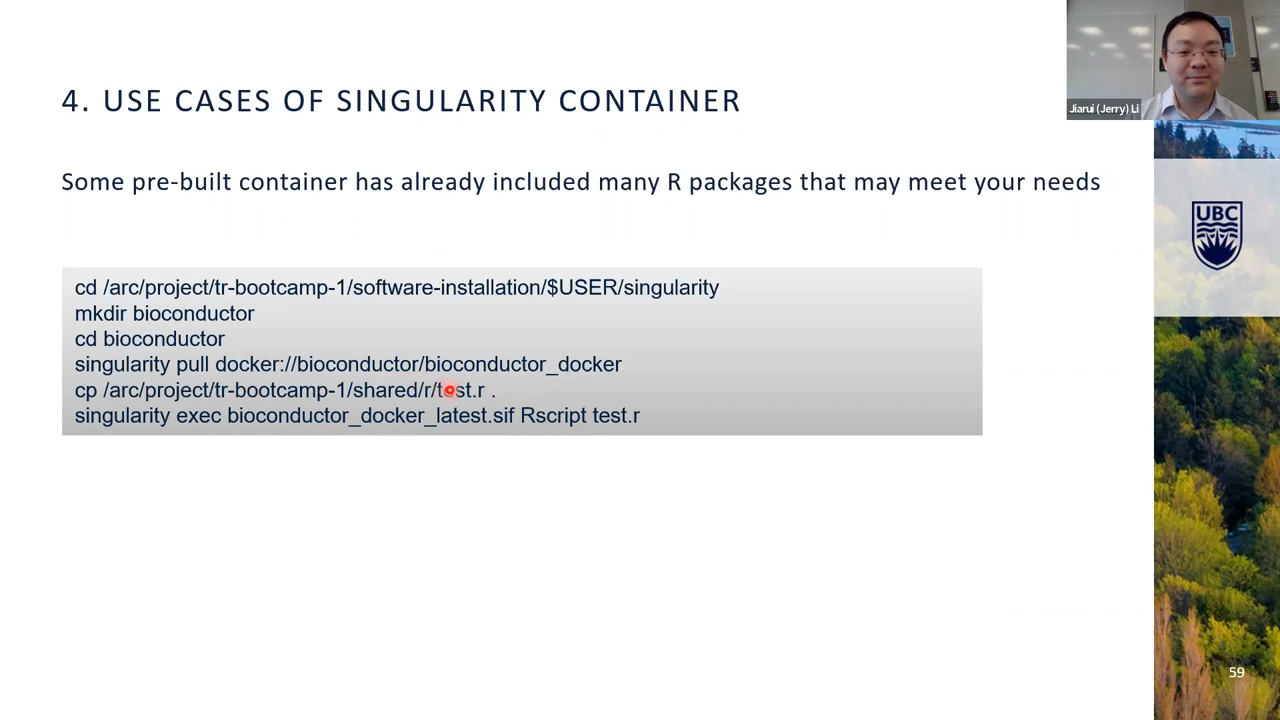 Jiarui (Jerry) Li
4. USE CASES OF SINGULARITY CONTAINER
Some pre-built container has already included many R packages that may meet your needs
UBC
cd /arc/project/tr-bootcamp-1/software-installation/$USER/singularity
mkdir bioconductor
cd bioconductor
singularity pull docker://bioconductor/bioconductor_docker
cp /arc/project/tr-bootcamp-1/shared/r/test.r .
singularity exec bioconductor_docker_latest.sif Rscript test.r
59